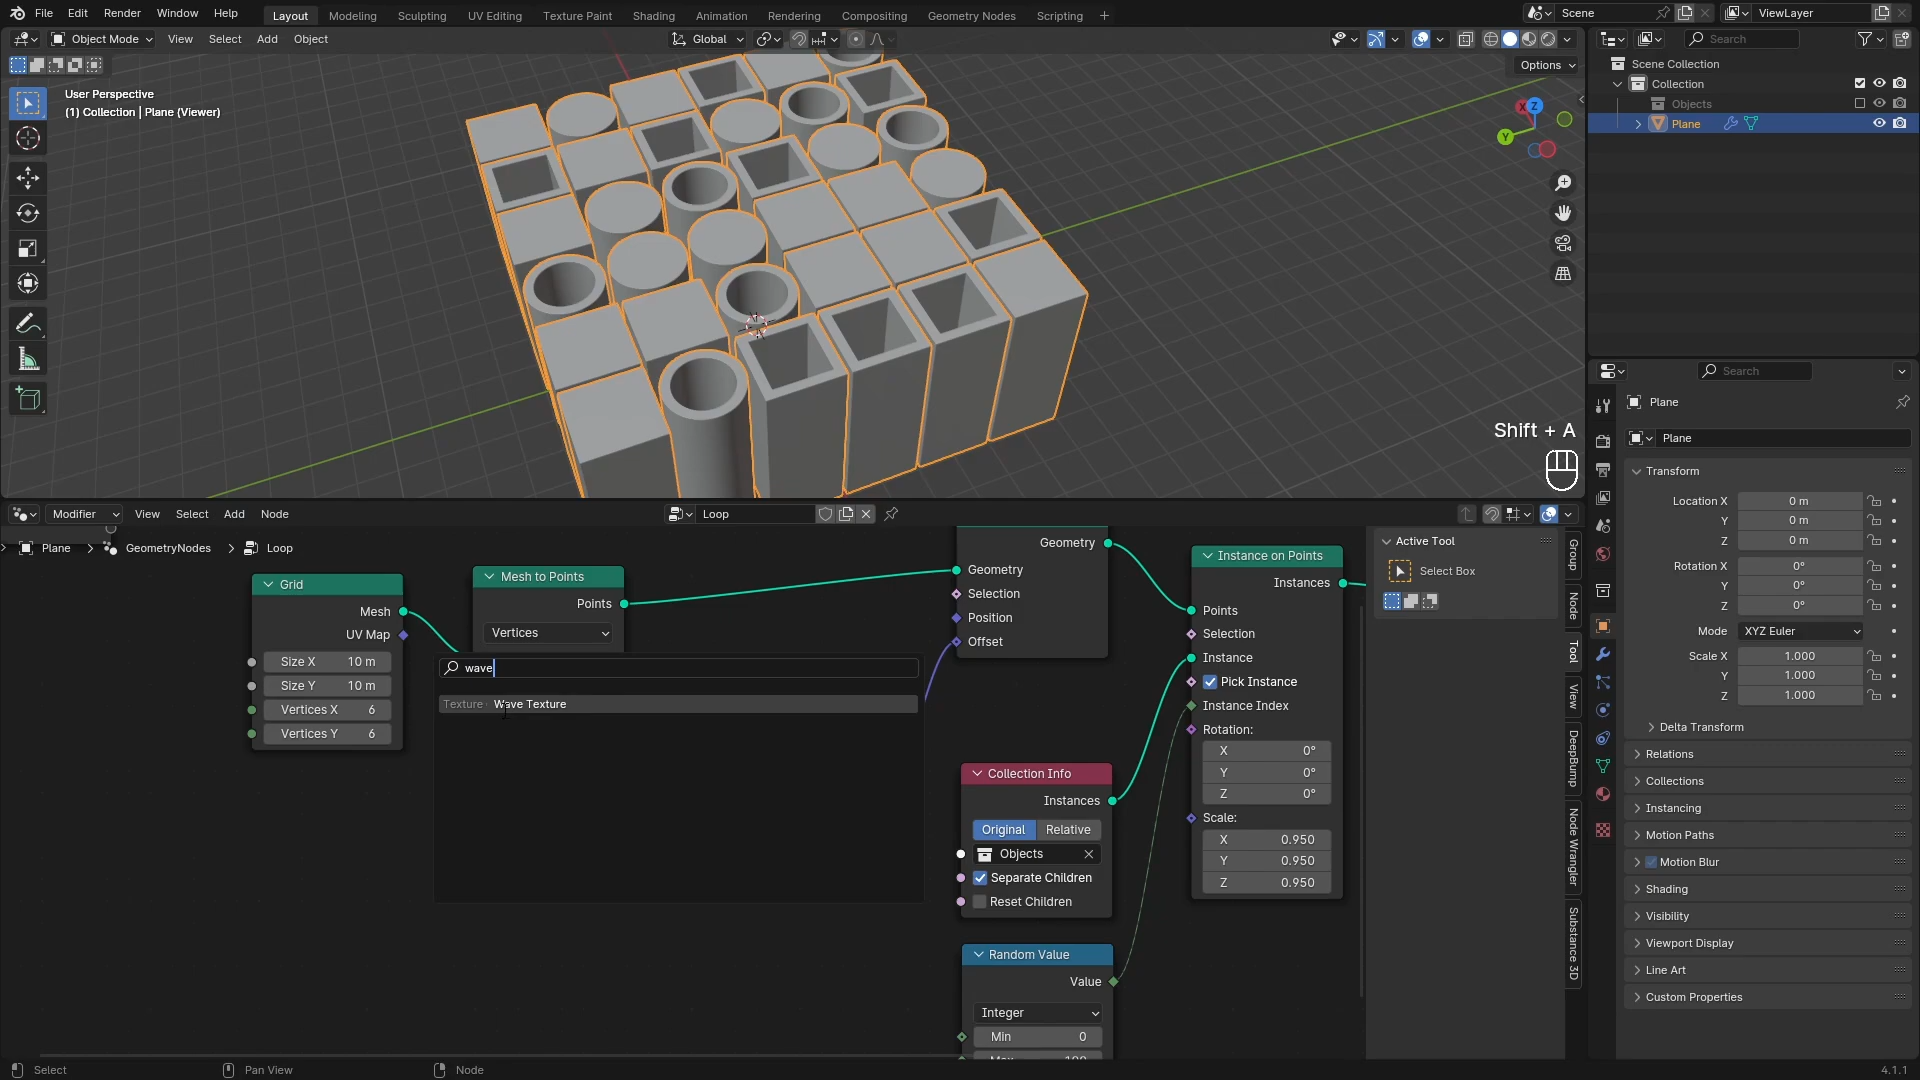 File Edit Render Window Help Layout Modeling Sculpting UV Editing Texture Paint Shading Animation Rendering Compositing Geometry Nodes Scripting + Scene ViewLayer
Object Mode View Select Add Object Global Search
Options
User Perspective
(1) Collection | Plane (Viewer)
X Z
Y
Shift + A
Scene Collection
Collection
Objects
Plane
Search
Plane
Plane
Transform
Location X 0 m
Y 0 m
Z 0 m
Rotation X 0°
Y 0°
Z 0°
Mode XYZ Euler
Scale X 1.000
Y 1.000
Z 1.000
Delta Transform
Relations
Collections
Instancing
Motion Paths
Motion Blur
Shading
Visibility
Viewport Display
Line Art
Custom Properties
Modifier View Select Add Node Loop
Plane GeometryNodes Loop
Grid
Mesh
UV Map
Size X 10 m
Size Y 10 m
Vertices X 6
Vertices Y 6
Mesh to Points
Points
Vertices
wave
Texture Wave Texture
Geometry
Geometry
Selection
Position
Offset
Collection Info
Instances
Original Relative
Objects
Separate Children
Reset Children
Random Value
Value
Integer
Min 0
Instance on Points
Instances
Points
Selection
Instance
Pick Instance
Instance Index
Rotation:
X 0°
Y 0°
Z 0°
Scale:
X 0.950
Y 0.950
Z 0.950
Active Tool
Select Box
Group
Node
Tool
View
DeepBump
Node Wrangler
Substance 3D
Select Pan View Node 4.1.1